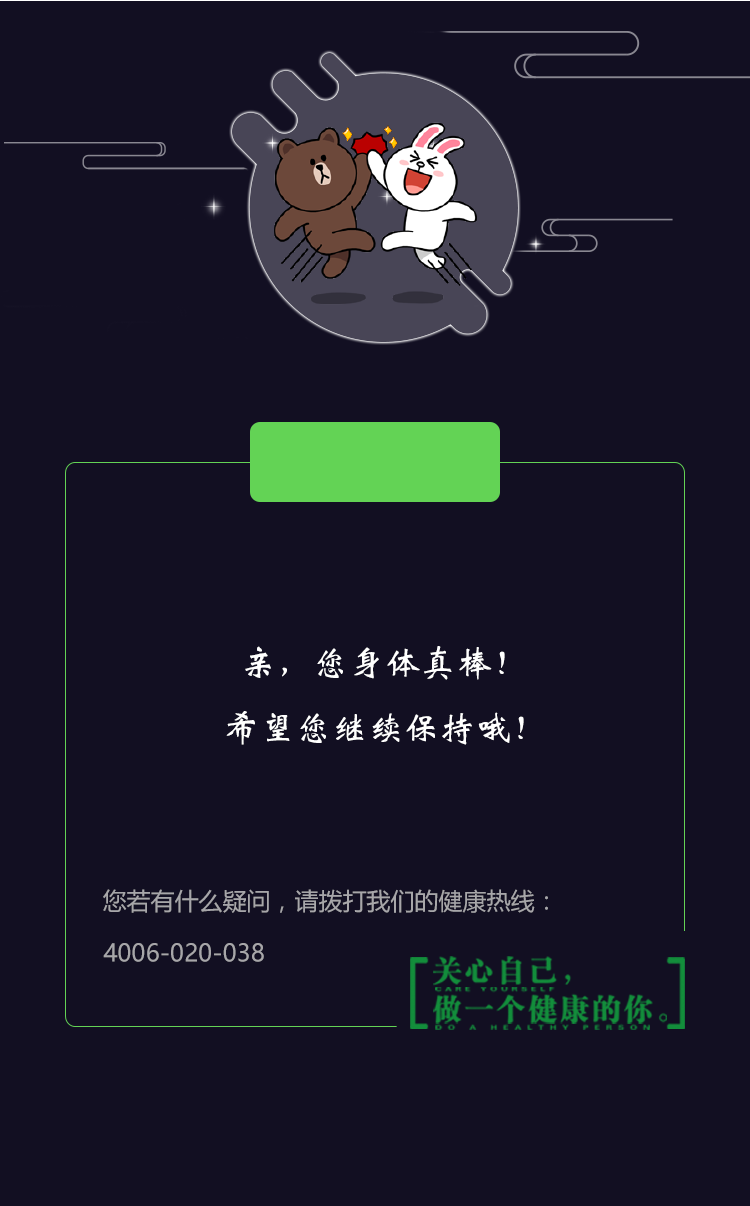 亲，您身体真棒！
希望您继续保持哦！
您若有什么疑问，请拨打我们的健康热线：
4006-020-038
关心自己，
CARE YOURSELF
做一个健康的你。
DO A HEALTHY PERSON